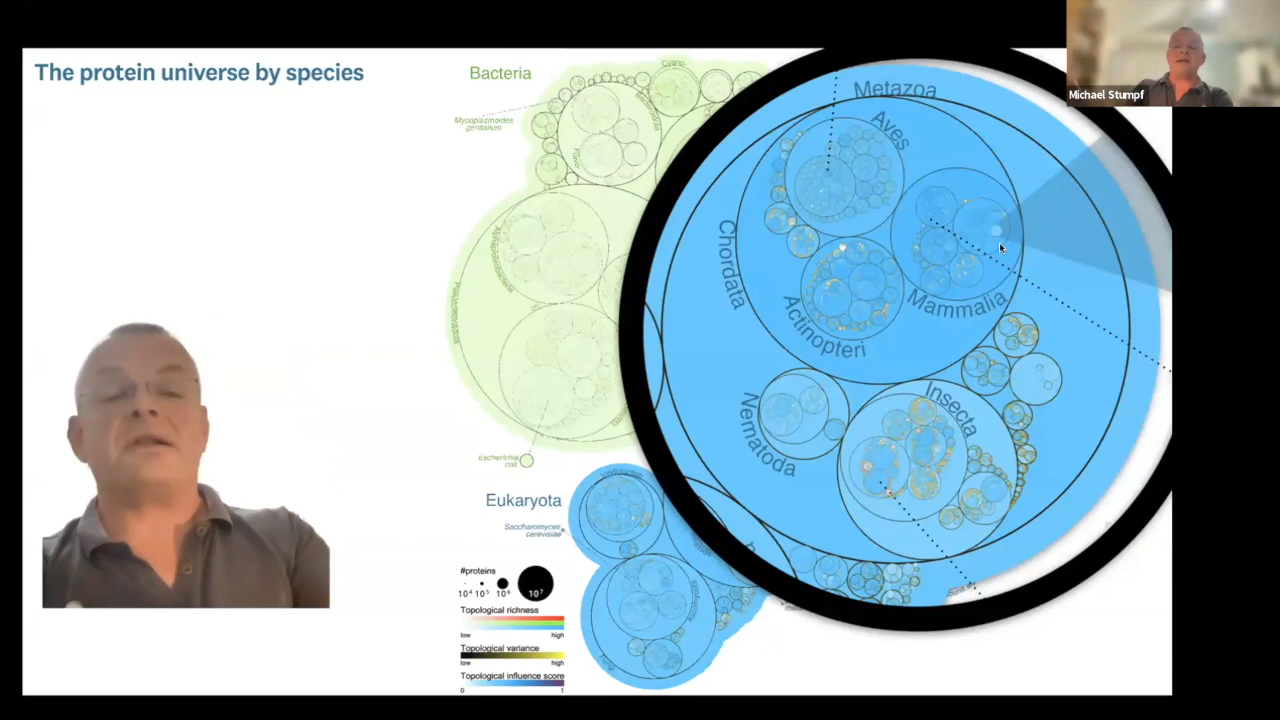 The protein universe by species
Michael Stumpf
Bacteria
Cyano-
Mycoplasmoides
genitalium
Metazoa
Aves
Chordata
Mammalia
Actinopteri
Insecta
Nematoda
Escherichia
coli
Eukaryota
Saccharomyces
cerevisiae
Fungi
#proteins
10⁴ 10⁵ 10⁶ 10⁷
Topological richness
low high
Topological variance
low high
Topological influence score
0 1